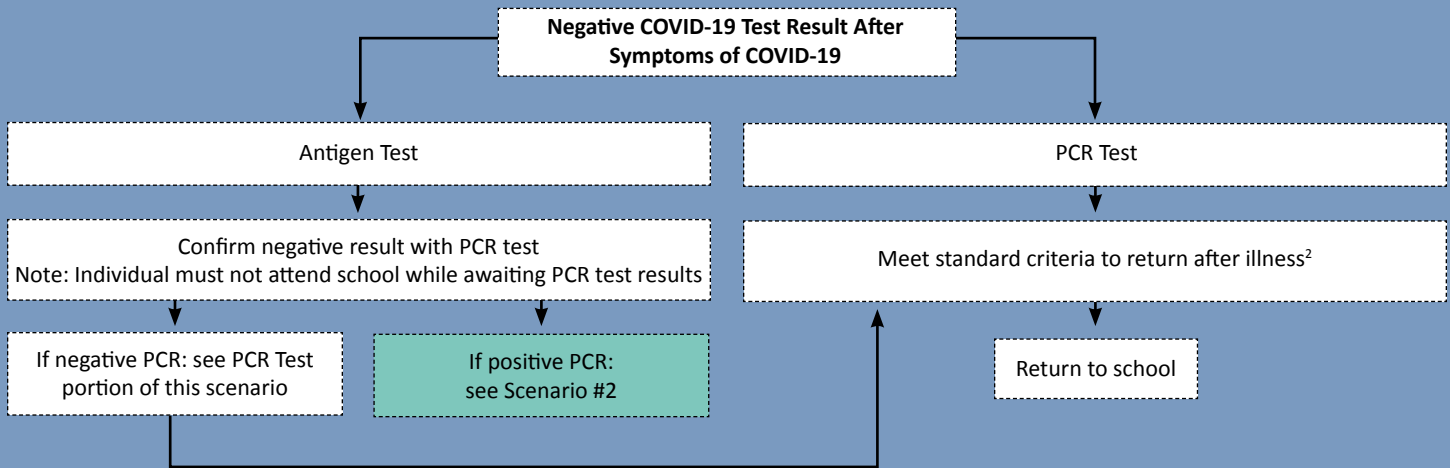 Negative COVID-19 Test Result After
Symptoms of COVID-19
Antigen Test
PCR Test
Confirm negative result with PCR test
Note: Individual must not attend school while awaiting PCR test results
Meet standard criteria to return after illness²
If negative PCR: see PCR Test
portion of this scenario
If positive PCR:
see Scenario #2
Return to school